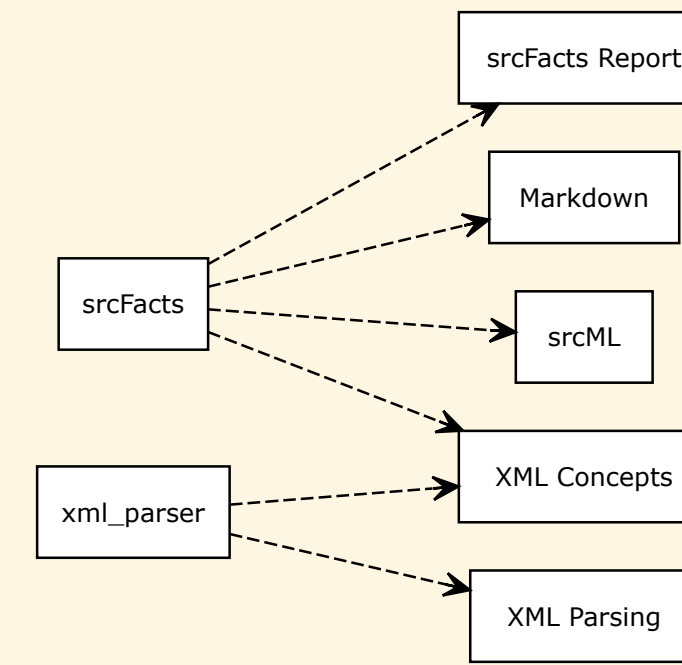 srcFacts Report
Markdown
srcFacts
srcML
XML Concepts
xml_parser
XML Parsing